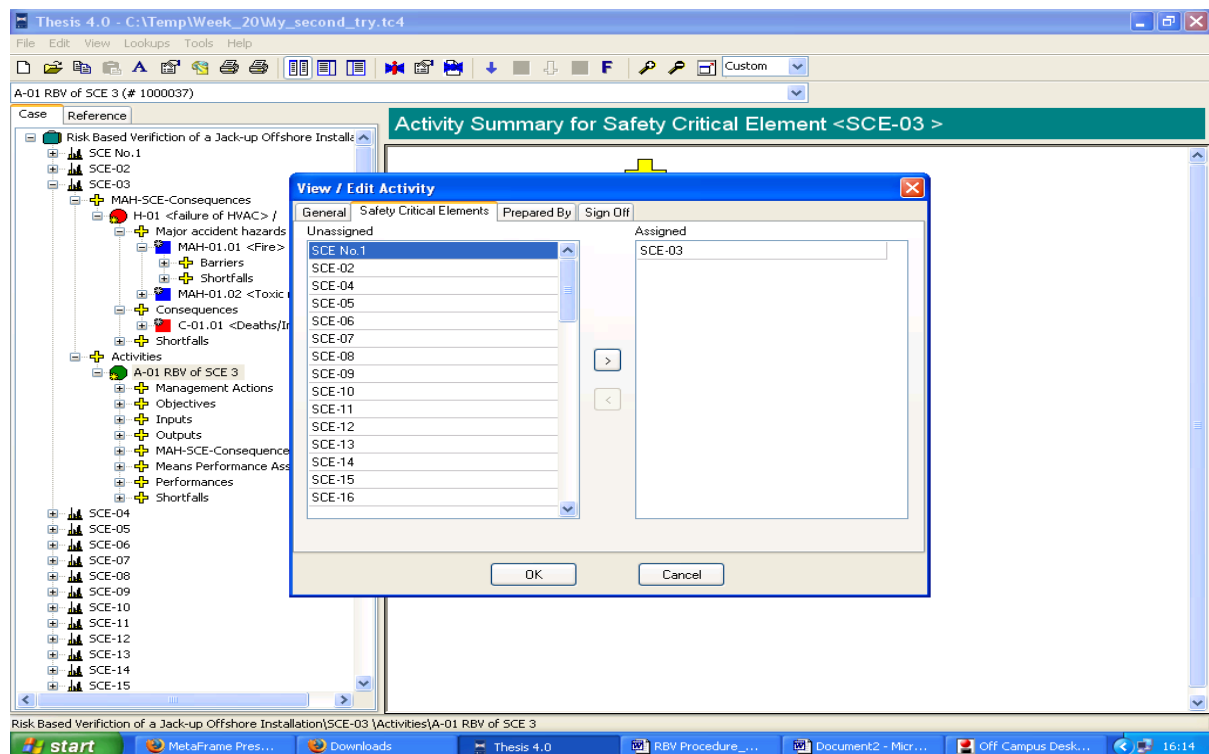 Thesis 4.0 - C:\Temp\Week_20\My_second_try.tc4
File Edit View Lookups Tools Help
A F Custom
A-01 RBV of SCE 3 (# 1000037)
Case Reference
Activity Summary for Safety Critical Element <SCE-03 >
Risk Based Verifiction of a Jack-up Offshore Installa
SCE No.1
SCE-02
SCE-03
MAH-SCE-Consequences
H-01 <failure of HVAC> /
Major accident hazards
MAH-01.01 <Fire>
Barriers
Shortfalls
MAH-01.02 <Toxic
Consequences
C-01.01 <Deaths/In
Shortfalls
Activities
A-01 RBV of SCE 3
Management Actions
Objectives
Inputs
Outputs
MAH-SCE-Consequence
Means Performance Ass
Performances
Shortfalls
SCE-04
SCE-05
SCE-06
SCE-07
SCE-08
SCE-09
SCE-10
SCE-11
SCE-12
SCE-13
SCE-14
SCE-15
View / Edit Activity
General Safety Critical Elements Prepared By Sign Off
Unassigned
SCE No.1
SCE-02
SCE-04
SCE-05
SCE-06
SCE-07
SCE-08
SCE-09
SCE-10
SCE-11
SCE-12
SCE-13
SCE-14
SCE-15
SCE-16
>
<
Assigned
SCE-03
OK Cancel
Risk Based Verifiction of a Jack-up Offshore Installation\SCE-03 \Activities\A-01 RBV of SCE 3
start MetaFrame Pres... Downloads Thesis 4.0 RBV Procedure_... Document2 - Micr... Off Campus Desk... 16:14